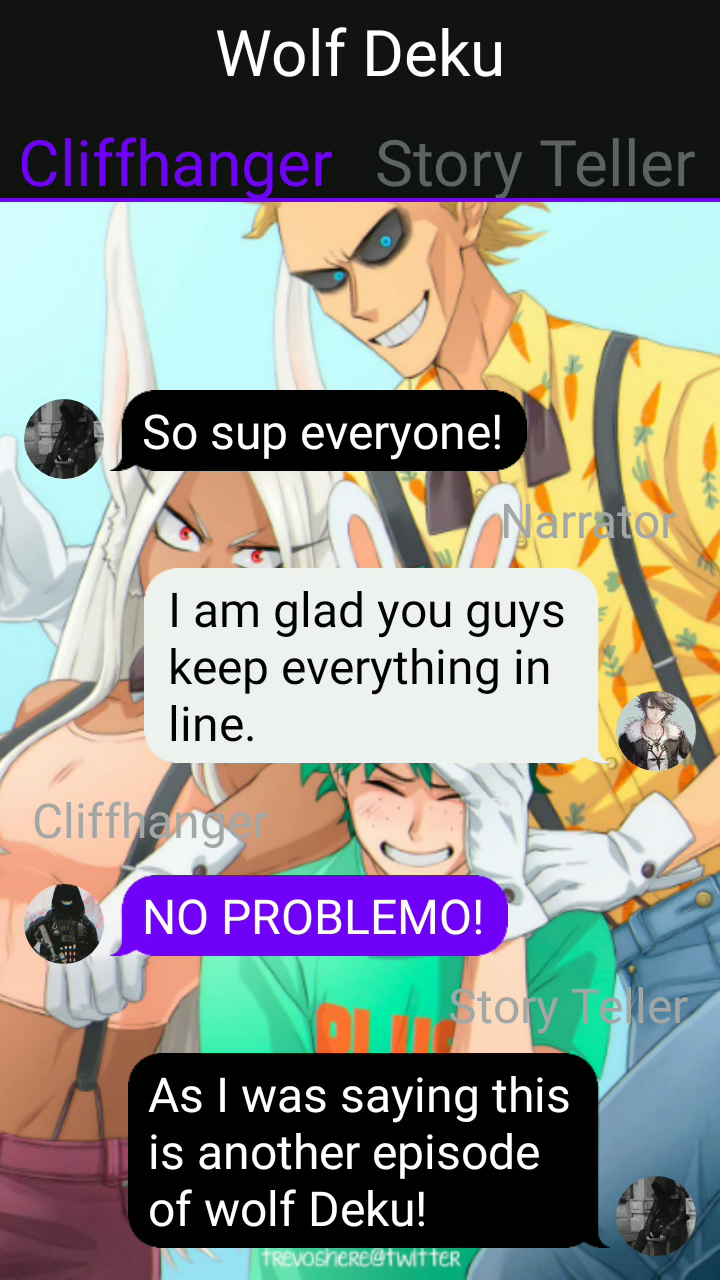 Wolf Deku
Cliffhanger Story Teller
So sup everyone!
Narrator
I am glad you guys
keep everything in
line.
Cliffhanger
NO PROBLEMO!
Story Teller
PLUS
As I was saying this
is another episode
of wolf Deku!
trevoshere@twitter